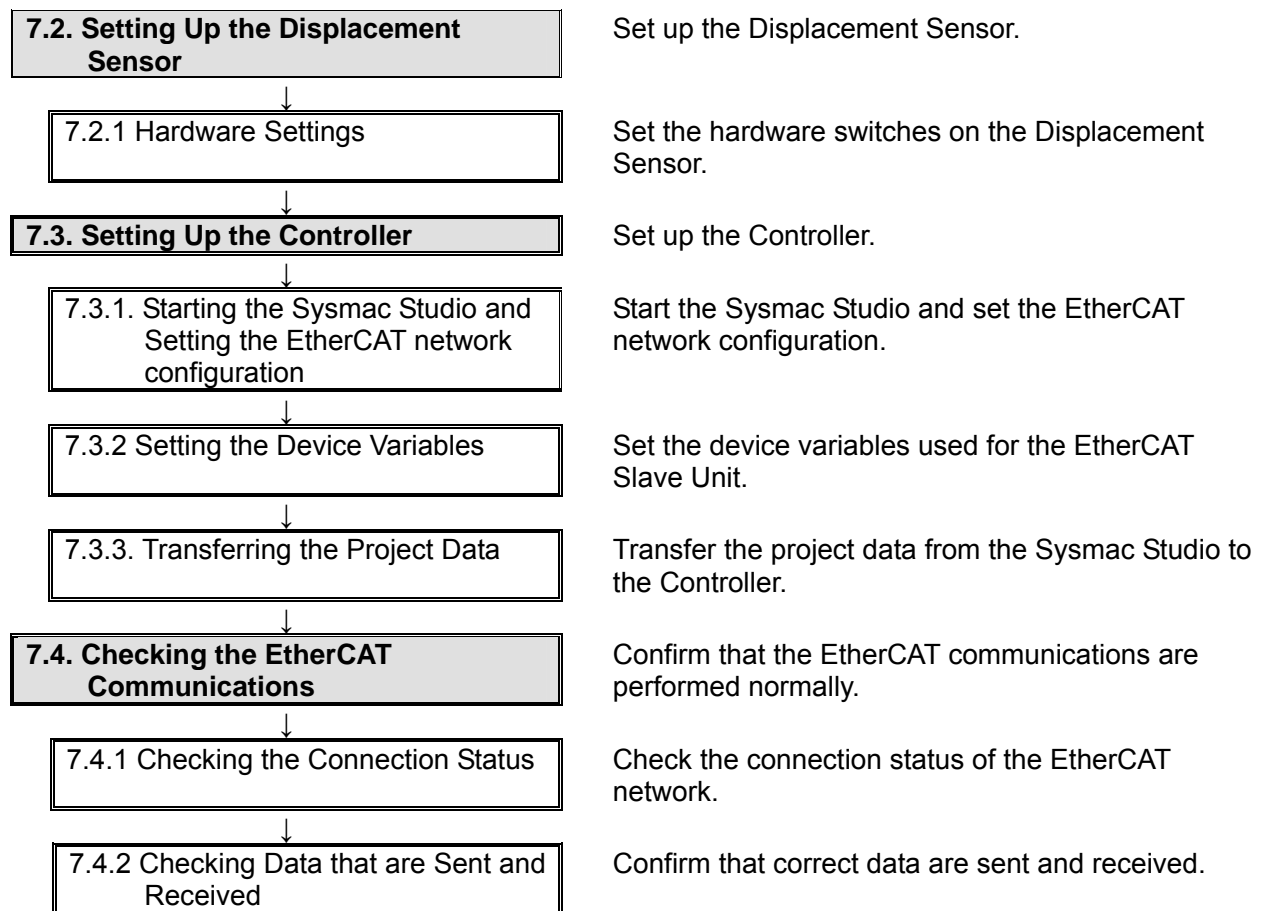 7.2. Setting Up the Displacement
Sensor
Set up the Displacement Sensor.
↓
7.2.1 Hardware Settings
Set the hardware switches on the Displacement
Sensor.
↓
7.3. Setting Up the Controller
Set up the Controller.
↓
7.3.1. Starting the Sysmac Studio and
Setting the EtherCAT network
configuration
Start the Sysmac Studio and set the EtherCAT
network configuration.
↓
7.3.2 Setting the Device Variables
Set the device variables used for the EtherCAT
Slave Unit.
↓
7.3.3. Transferring the Project Data
Transfer the project data from the Sysmac Studio to
the Controller.
↓
7.4. Checking the EtherCAT
Communications
Confirm that the EtherCAT communications are
performed normally.
↓
7.4.1 Checking the Connection Status
Check the connection status of the EtherCAT
network.
↓
7.4.2 Checking Data that are Sent and
Received
Confirm that correct data are sent and received.